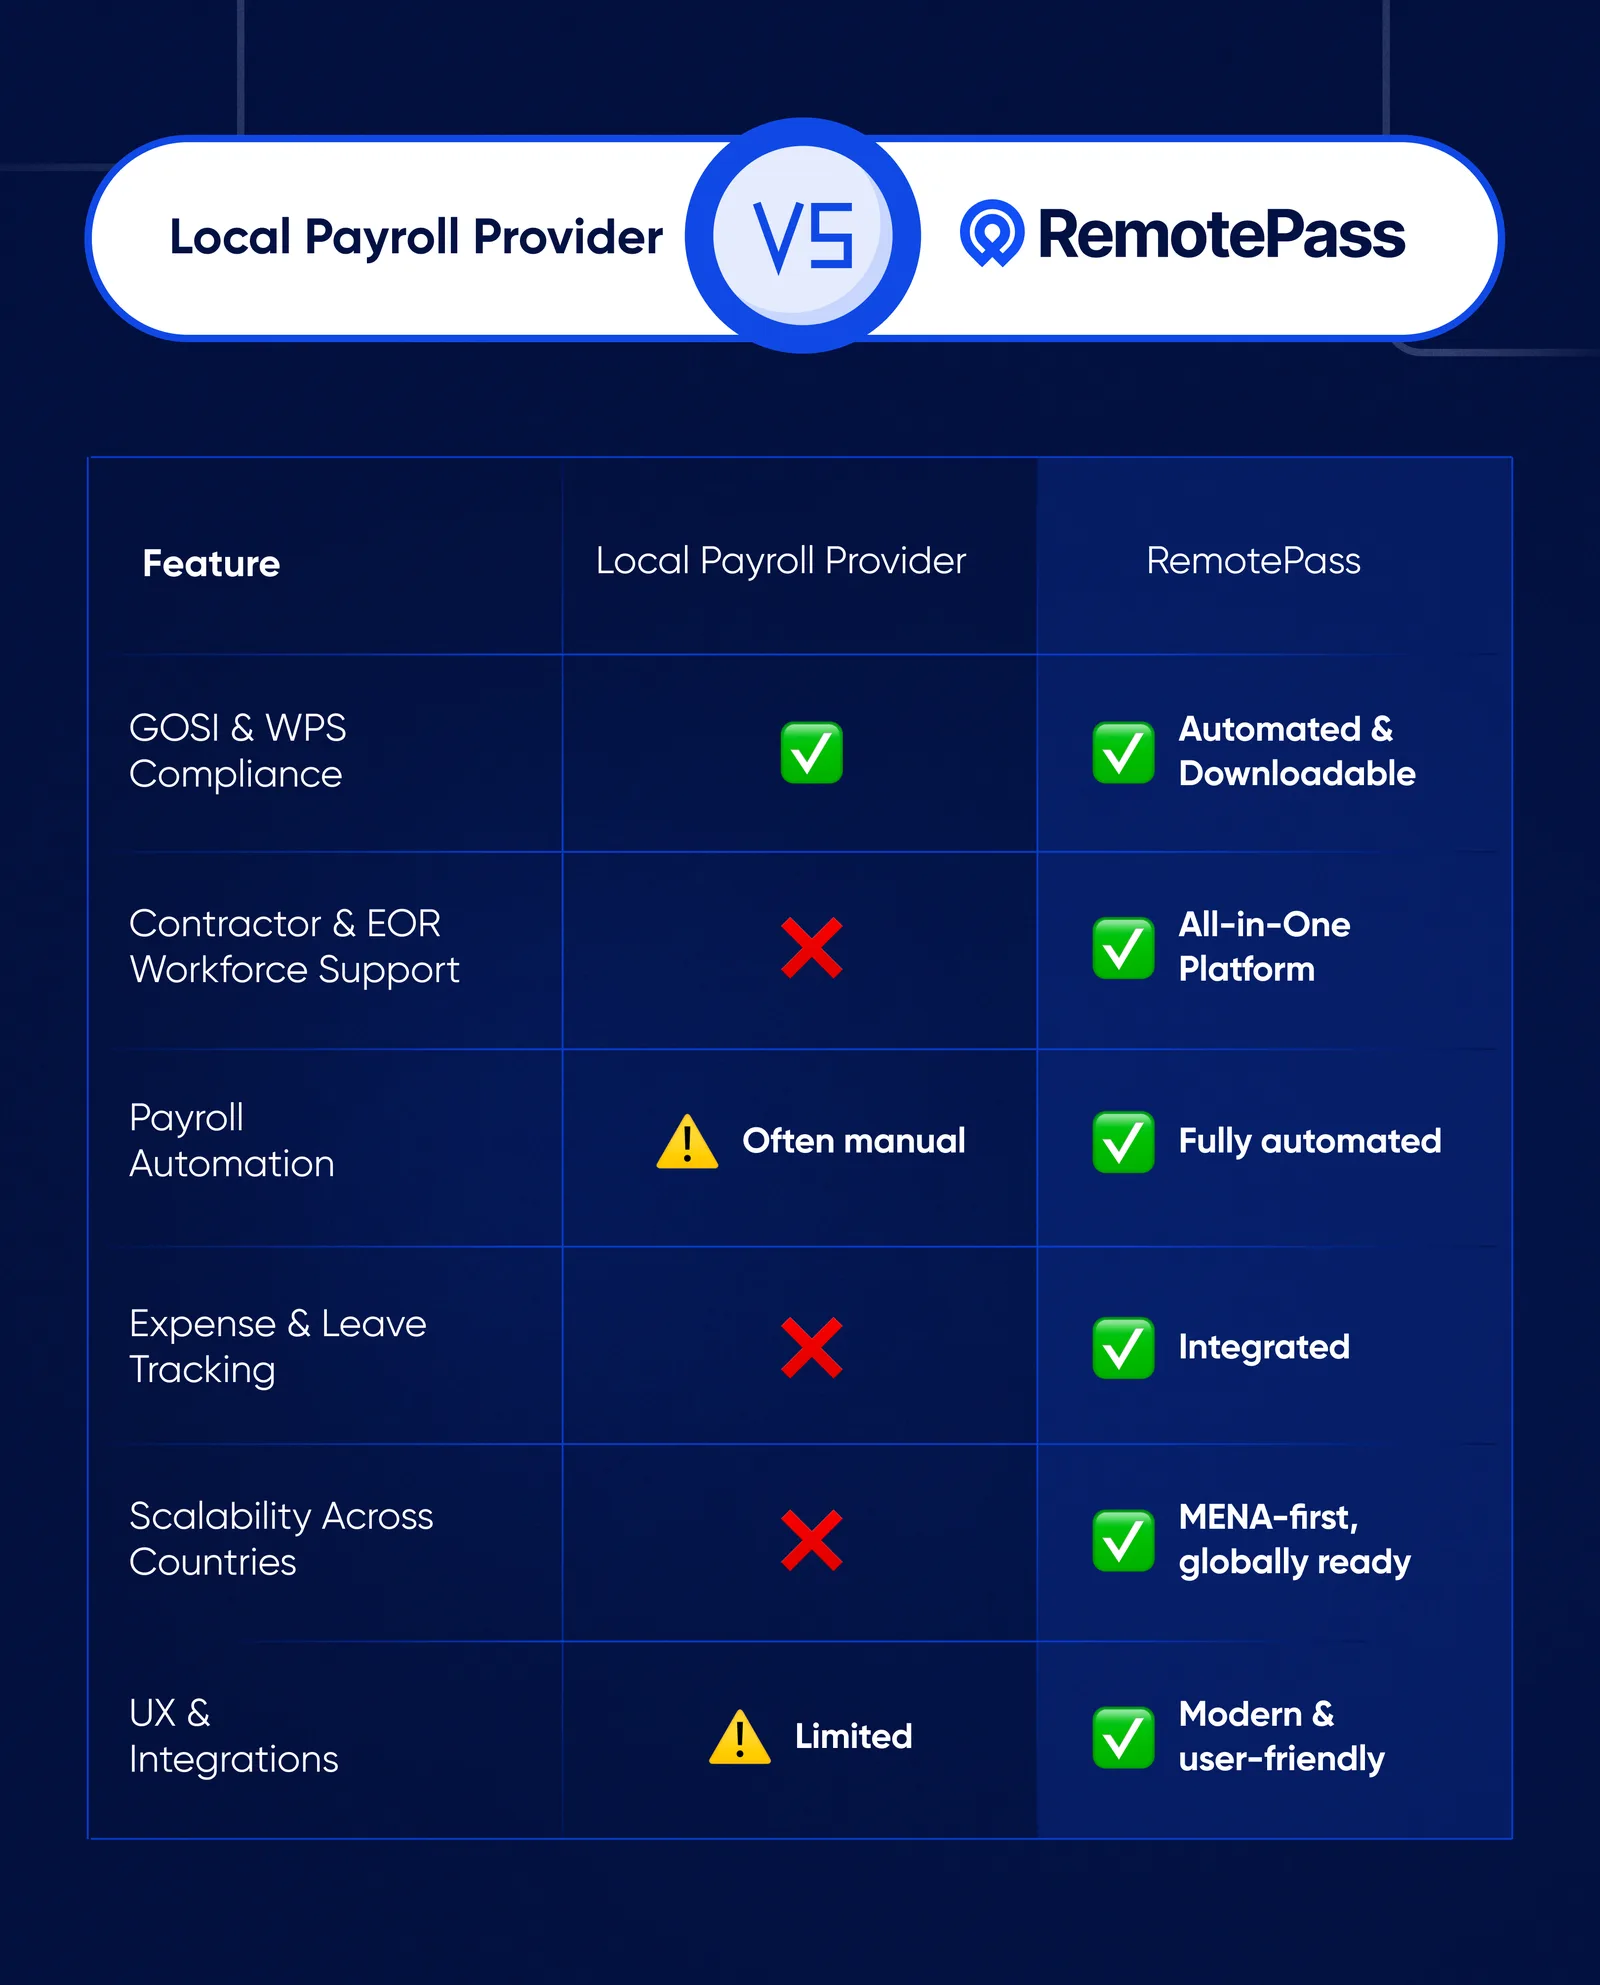 Local Payroll Provider
VS
RemotePass
Feature
Local Payroll Provider
RemotePass
GOSI & WPS
Compliance
Automated &
Downloadable
Contractor & EOR
Workforce Support
All-in-One
Platform
Payroll
Automation
Often manual
Fully automated
Expense & Leave
Tracking
Integrated
Scalability Across
Countries
MENA-first,
globally ready
UX &
Integrations
Limited
Modern &
user-friendly